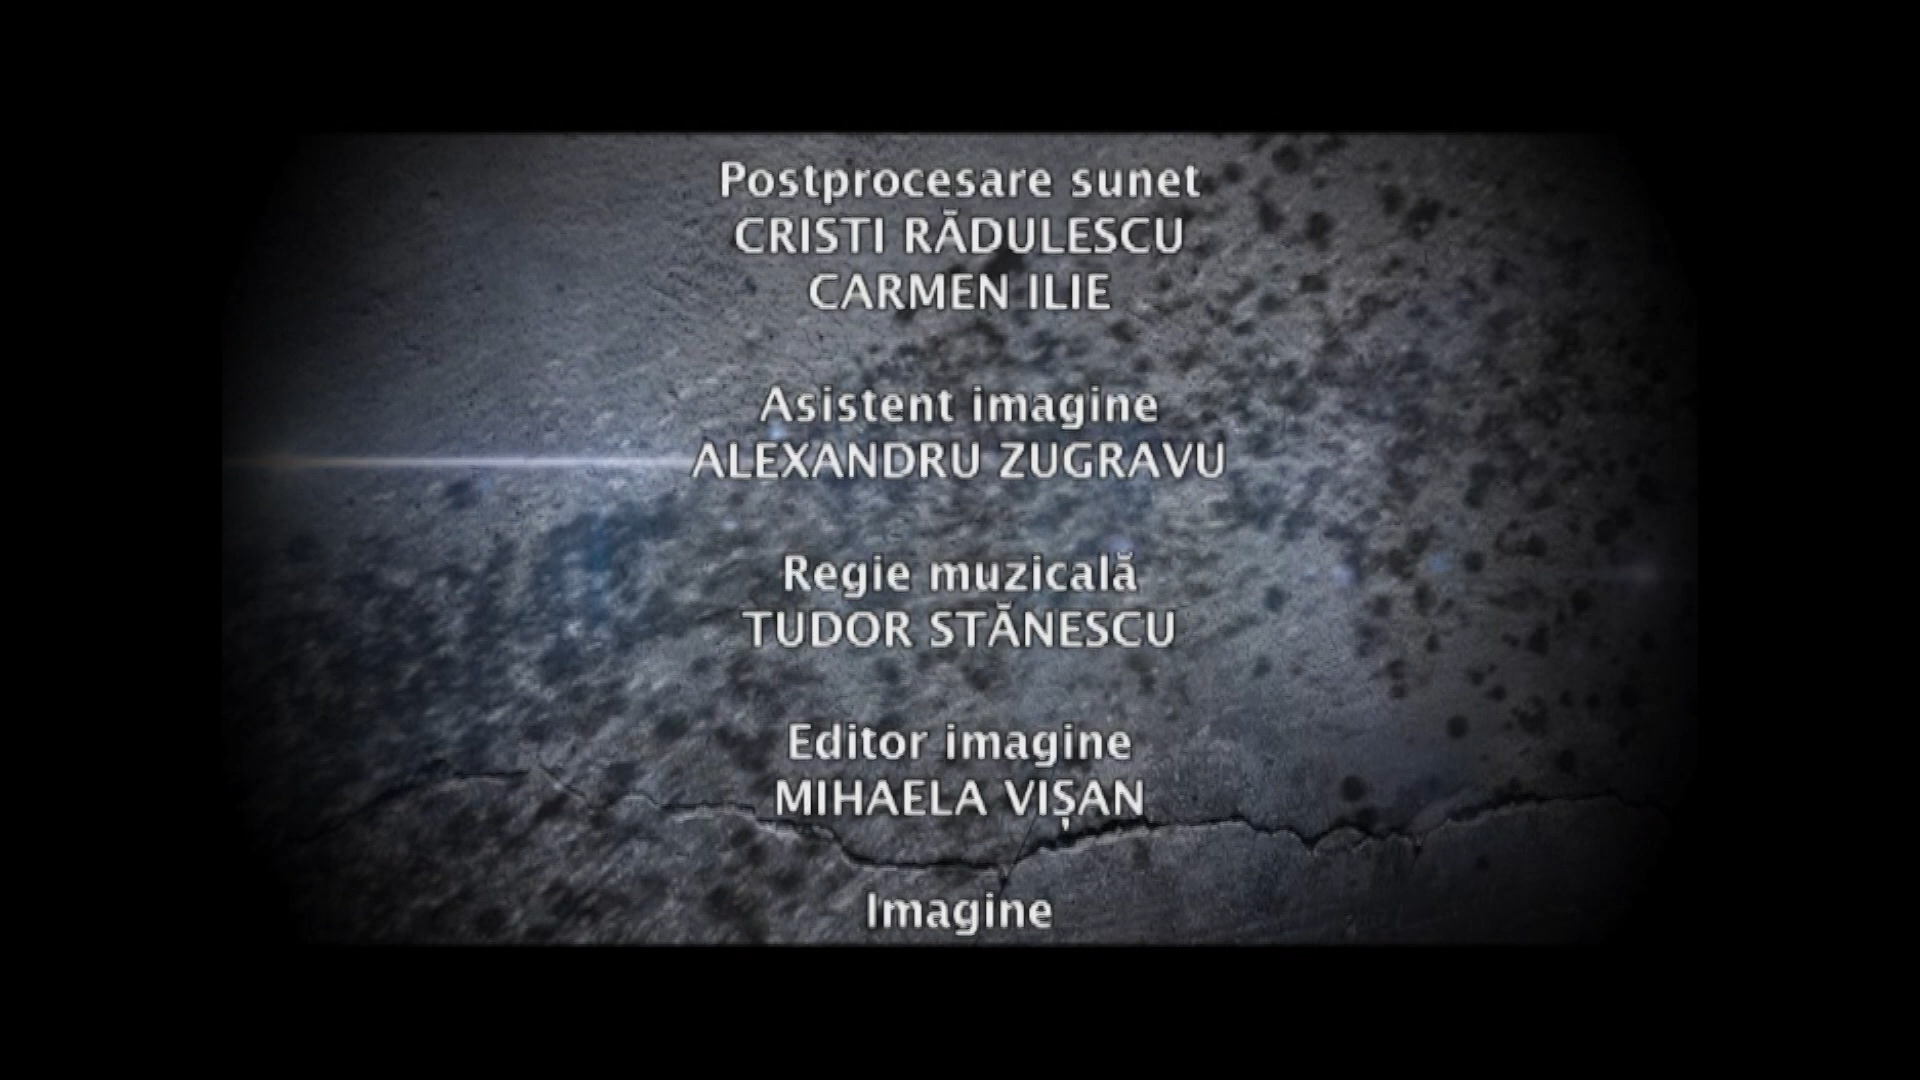 Postprocesare sunet
CRISTI RĂDULESCU
CARMEN ILIE
Asistent imagine
ALEXANDRU ZUGRAVU
Regie muzicală
TUDOR STĂNESCU
Editor imagine
MIHAELA VIȘAN
Imagine